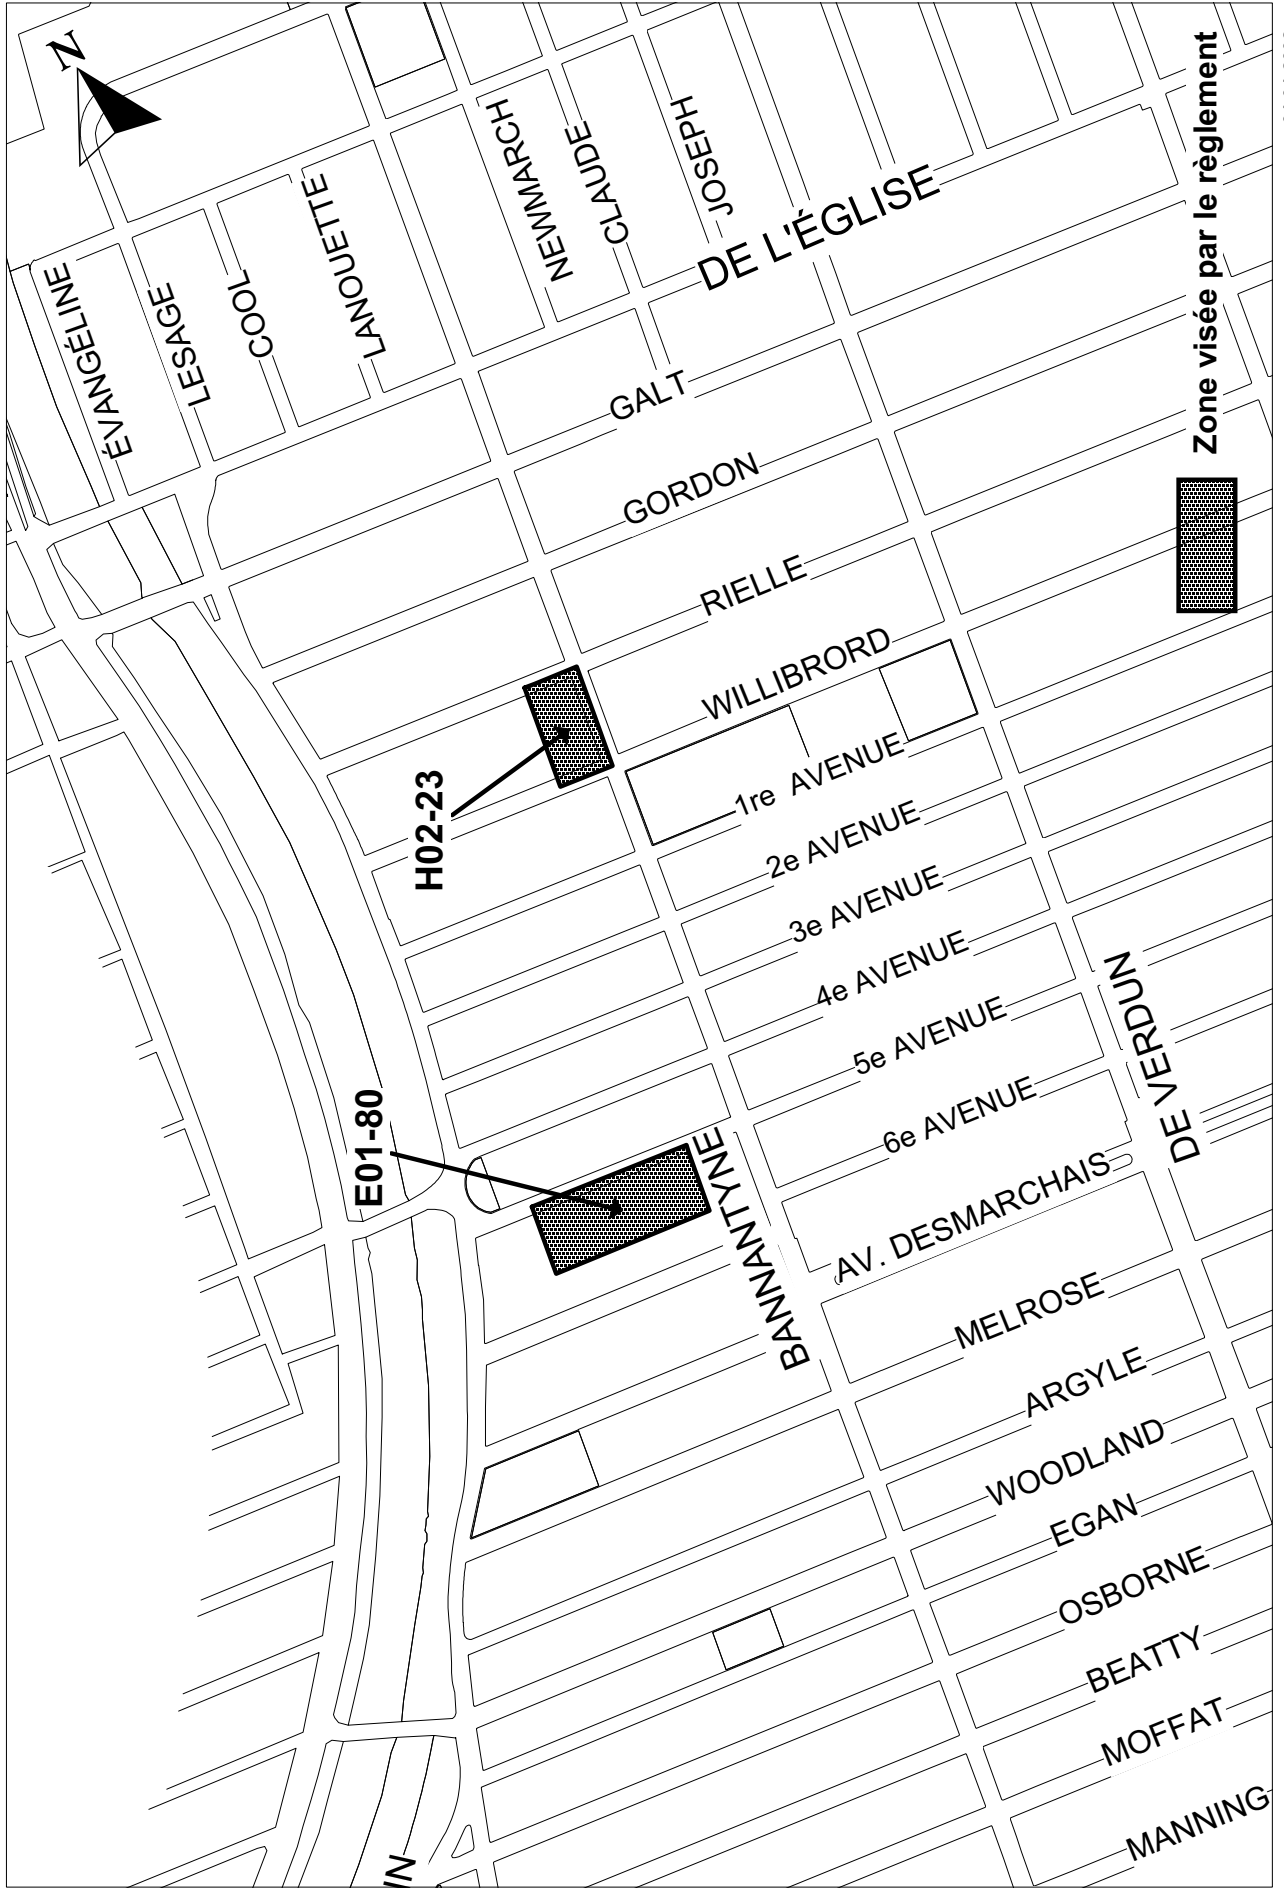 N
ÉVANGÉLINE
LESAGE
COOL
LANOUETTE
NEWMARCH
CLAUDE
JOSEPH
DE L'ÉGLISE
GALT
GORDON
RIELLE
WILLIBRORD
1re AVENUE
2e AVENUE
3e AVENUE
4e AVENUE
5e AVENUE
6e AVENUE
AV. DESMARCHAIS
MELROSE
ARGYLE
WOODLAND
EGAN
OSBORNE
BEATTY
MOFFAT
MANNING
BANNANTYNE
DE VERDUN
H02-23
E01-80
Zone visée par le règlement